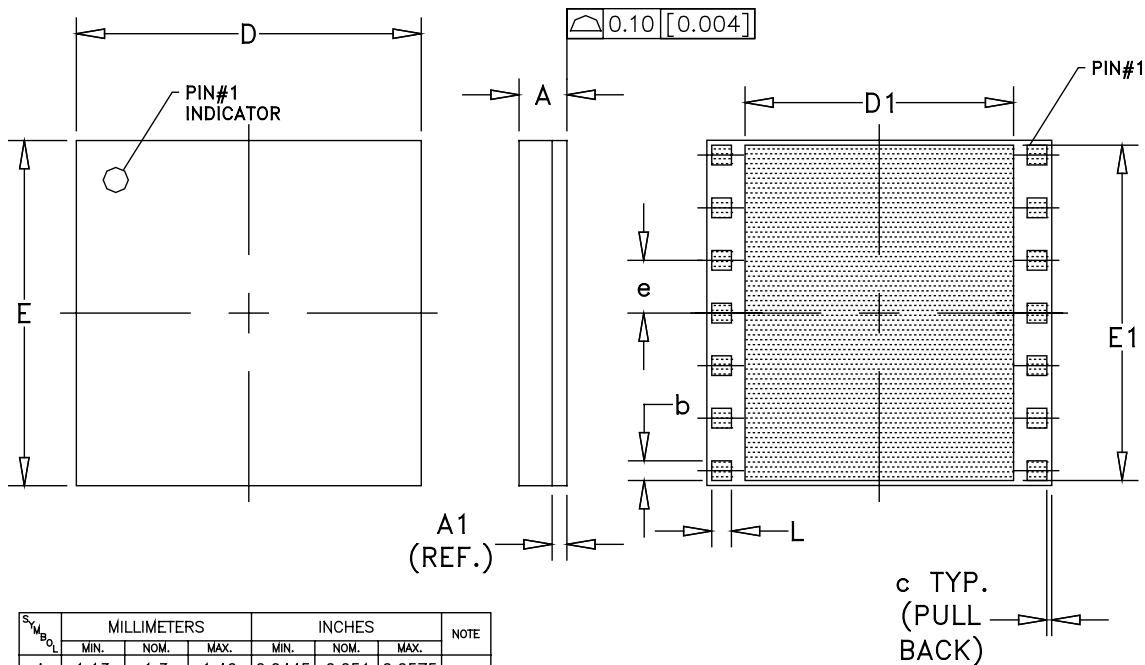 D
0.10 [0.004]
PIN#1
INDICATOR
A
D1
PIN#1
E
e
E1
b
A1
(REF.)
L
c TYP.
(PULL
BACK)
SYMBOL MILLIMETERS INCHES NOTE
MIN. NOM. MAX. MIN. NOM. MAX.